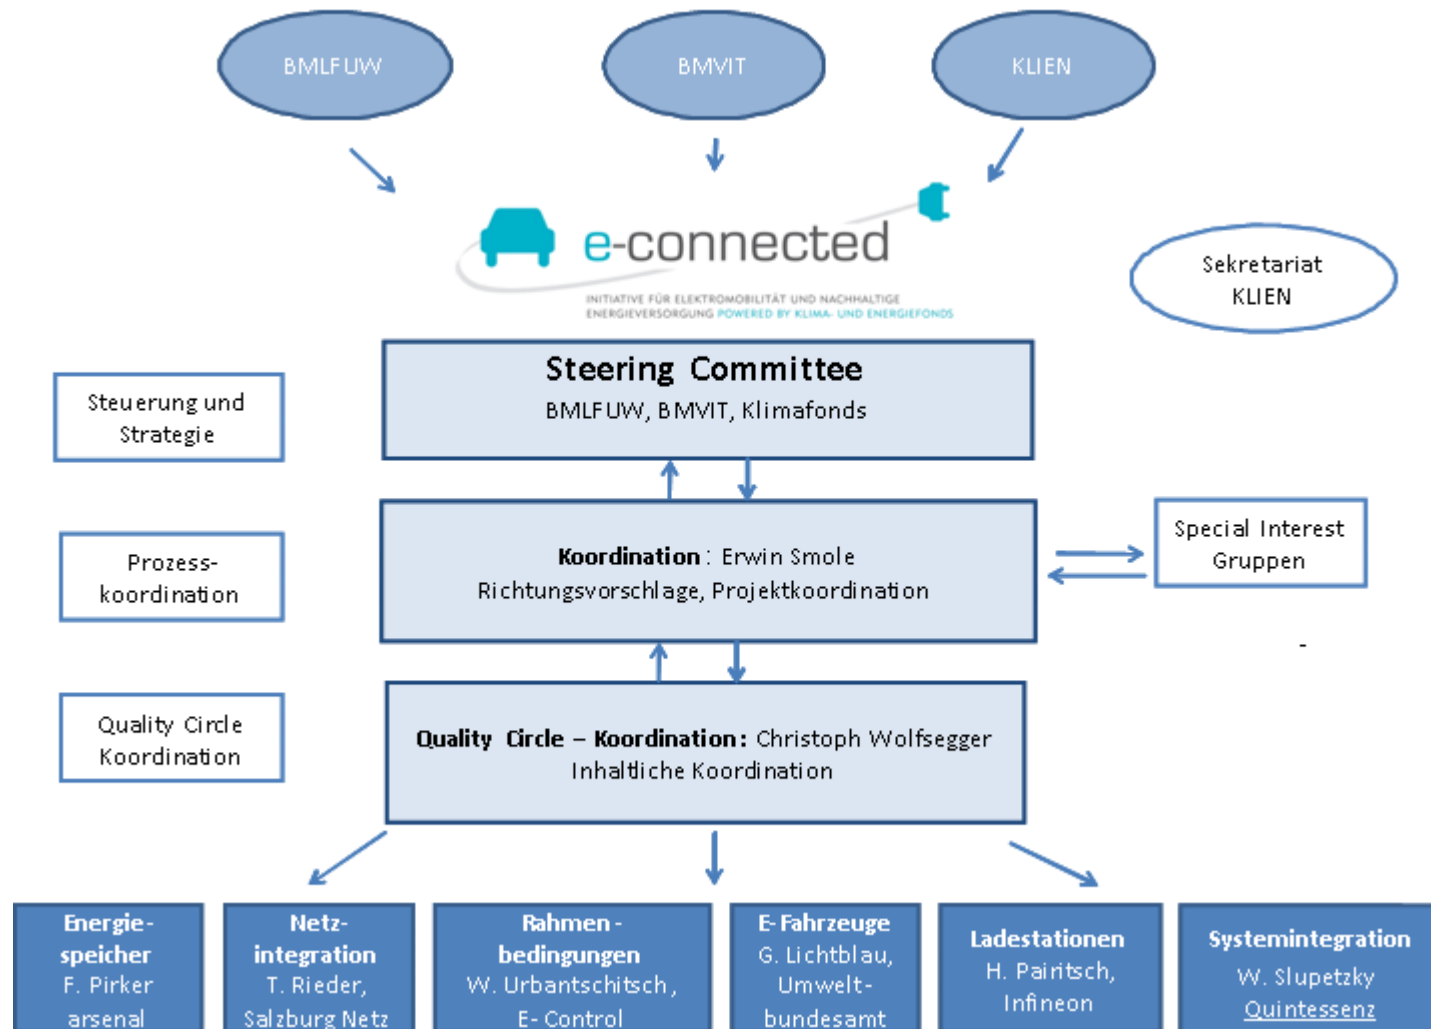 BMLFUW
BMVIT
KLIEN
e-connected
INITIATIVE FÜR ELEKTROMOBILITÄT UND NACHHALTIGE
ENERGIEVERSORGUNG POWERED BY KLIMA- UND ENERGIEFONDS
Sekretariat
KLIEN
Steering Committee
BMLFUW, BMVIT, Klimafonds
Steuerung und
Strategie
Prozess-
koordination
Koordination : Erwin Smole
Richtungsvorschlage, Projektkoordination
Special Interest
Gruppen
-
Quality Circle
Koordination
Quality Circle – Koordination: Christoph Wolfsegger
Inhaltliche Koordination
Energie-
speicher
F. Pirker
arsenal
Netz-
integration
T. Rieder,
Salzburg Netz
Rahmen-
bedingungen
W. Urbantschitsch,
E- Control
E-Fahrzeuge
G. Lichtblau,
Umwelt-
bundesamt
Ladestationen
H. Pairitsch,
Infineon
Systemintegration
W. Slupetzky
Quintessenz